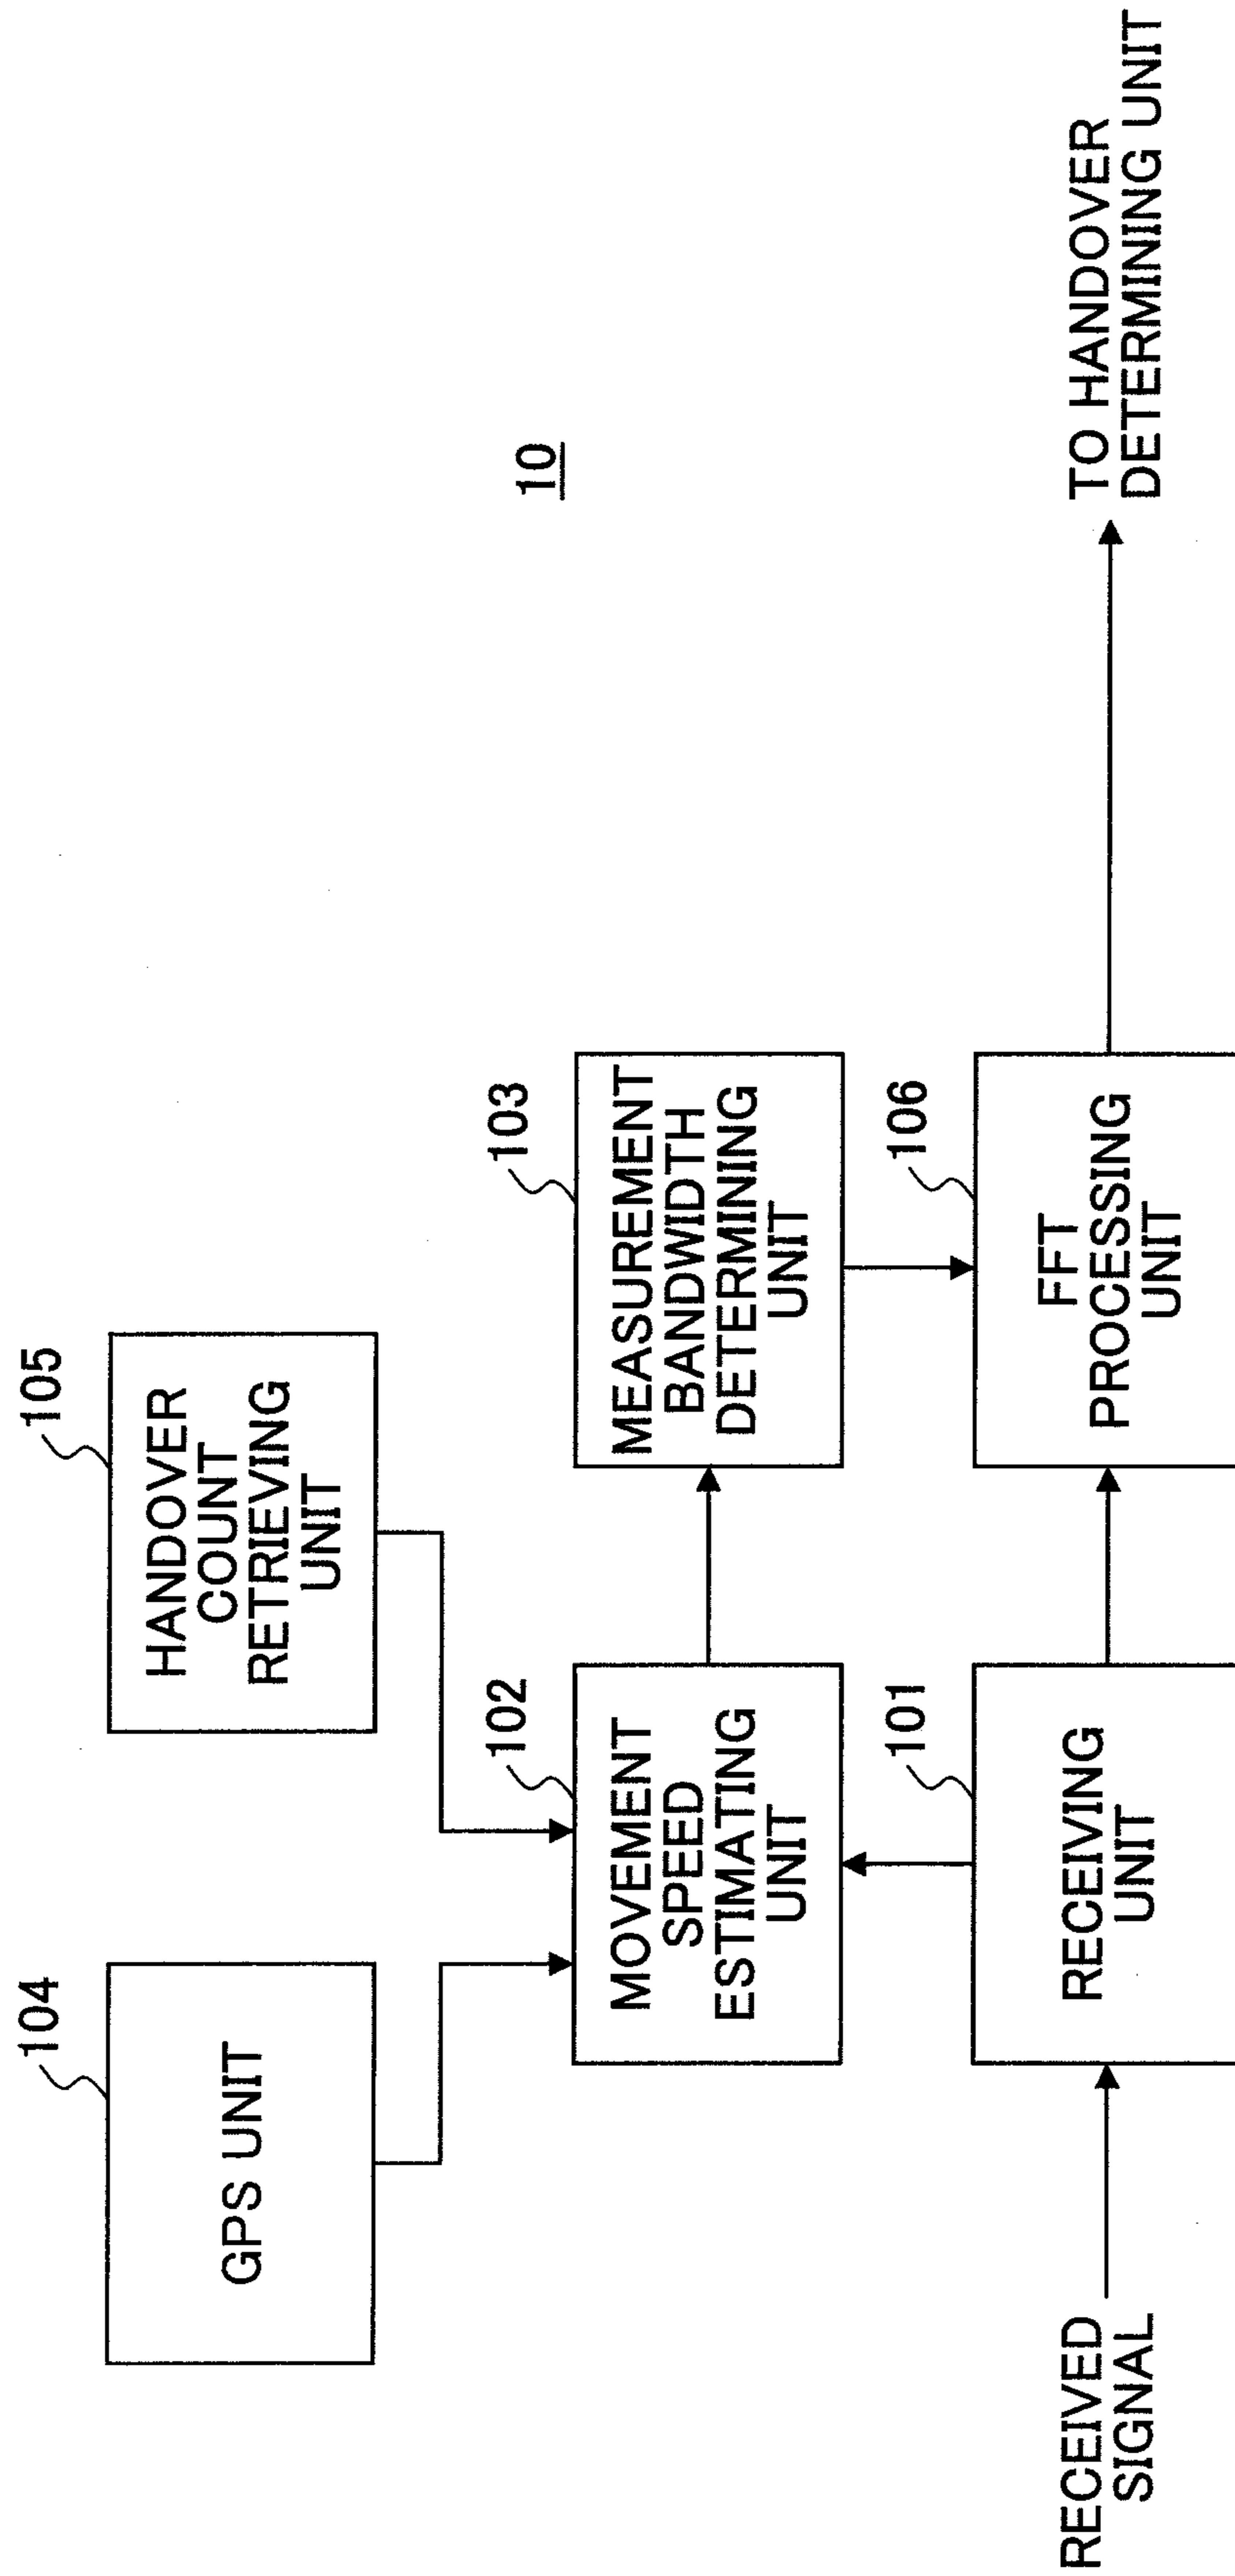 104
GPS UNIT
105
HANDOVER
COUNT
RETRIEVING
UNIT
10
102
MOVEMENT
SPEED
ESTIMATING
UNIT
103
MEASUREMENT
BANDWIDTH
DETERMINING
UNIT
RECEIVED
SIGNAL
101
RECEIVING
UNIT
106
FFT
PROCESSING
UNIT
TO HANDOVER
DETERMINING UNIT